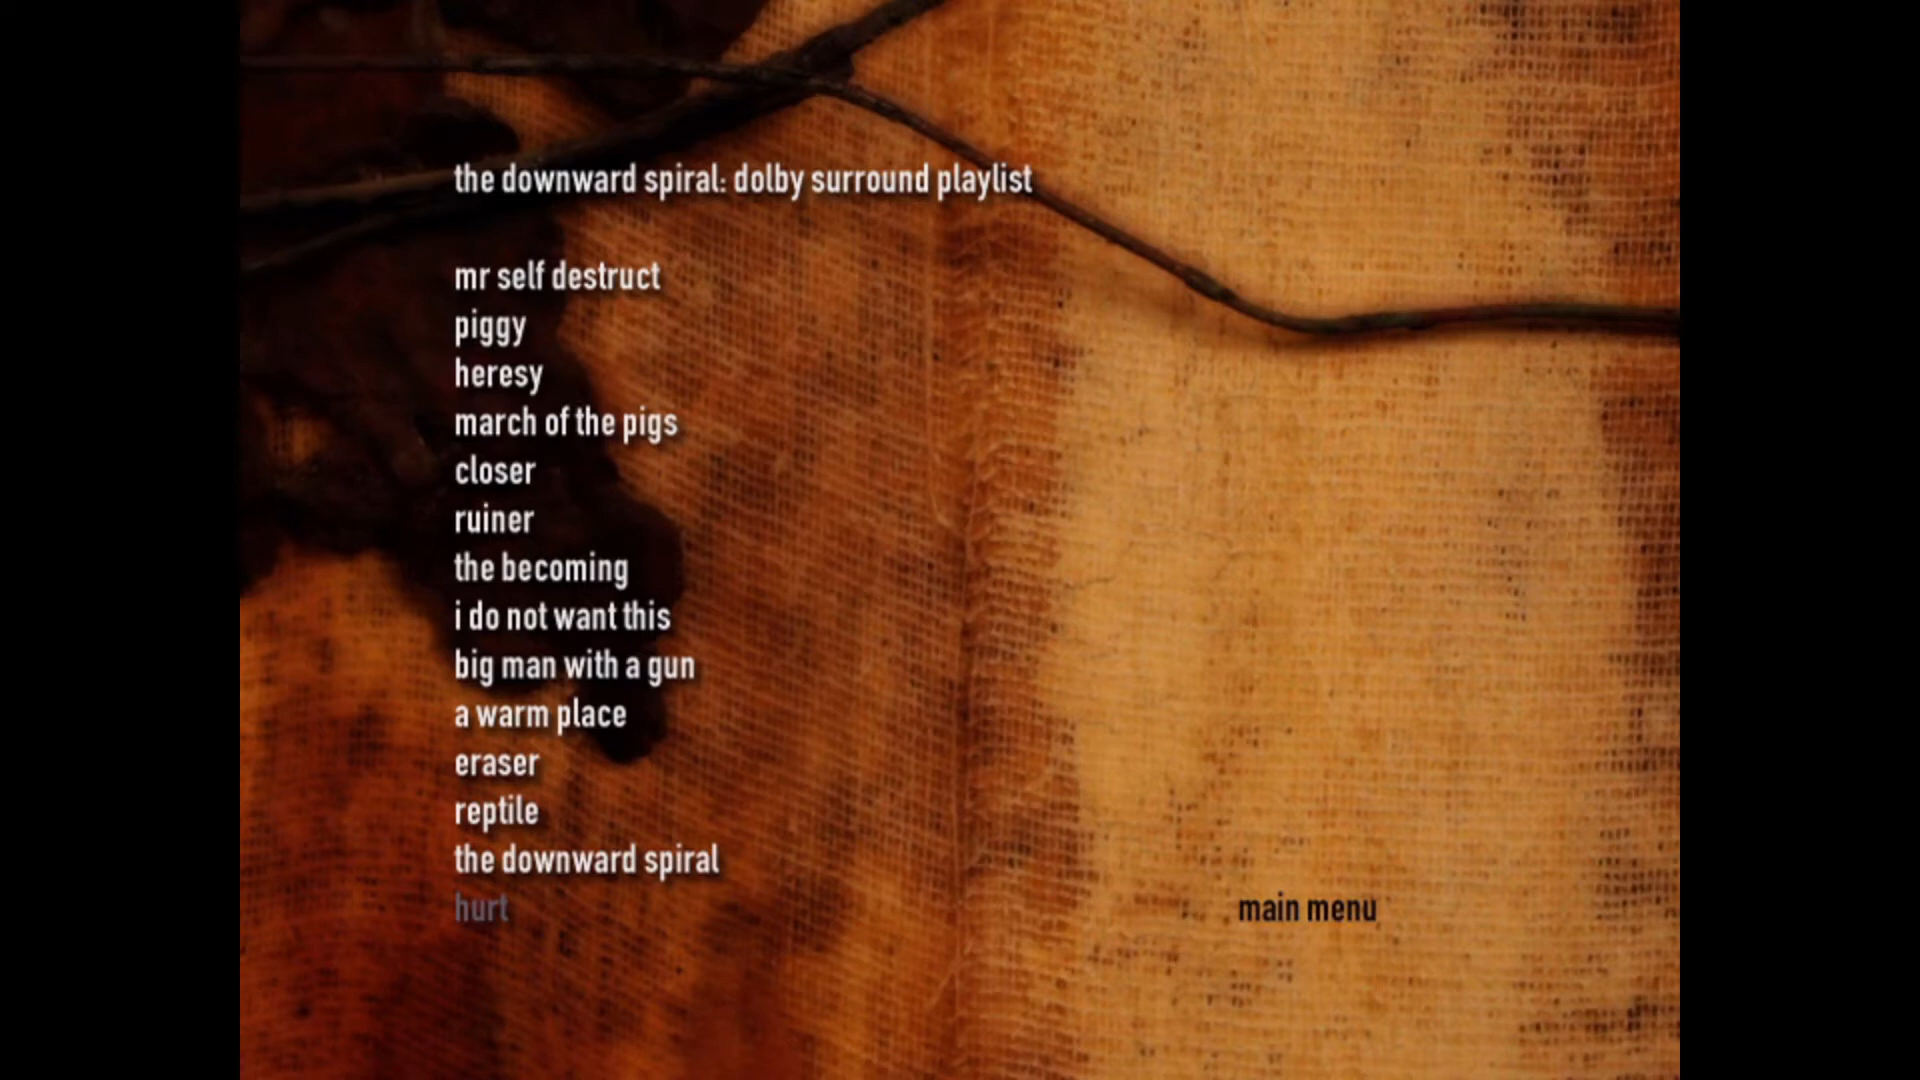 the downward spiral: dolby surround playlist
mr self destruct
piggy
heresy
march of the pigs
closer
ruiner
the becoming
i do not want this
big man with a gun
a warm place
eraser
reptile
the downward spiral
hurt
main menu